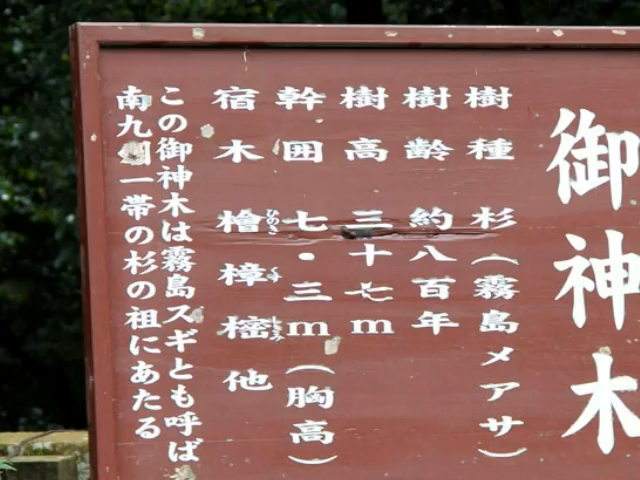 御神木
樹種 杉(霧島メアサ)
樹齢 約八百年
樹高 三十七m
幹囲 七・三m(胸高)
宿木 檜樟樒他
ひのき
この御神木は霧島スギとも呼ば
南九州一帯の杉の祖にあたる